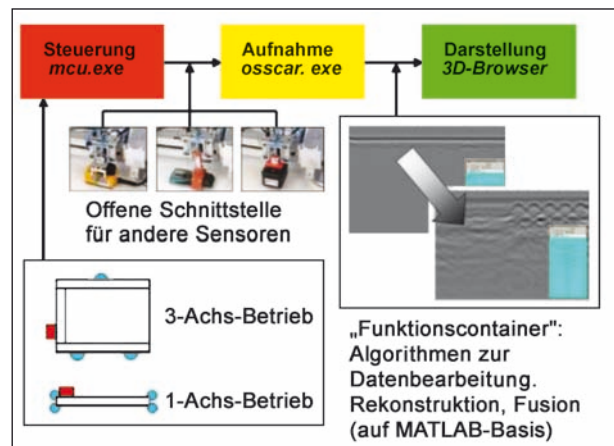 Steuerung
mcu.exe
Aufnahme
osscar. exe
Darstellung
3D-Browser
Offene Schnittstelle
für andere Sensoren
3-Achs-Betrieb
1-Achs-Betrieb
„Funktionscontainer":
Algorithmen zur
Datenbearbeitung.
Rekonstruktion, Fusion
(auf MATLAB-Basis)